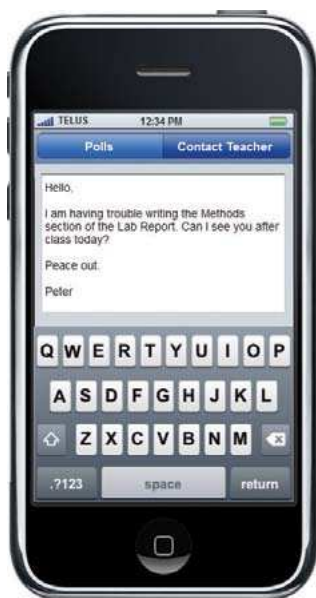 TELUS 12:34 PM
Polls Contact Teacher
Hello,
I am having trouble writing the Methods
section of the Lab Report. Can I see you after
class today?
Peace out.
Peter
Q W E R T Y U I O P
A S D F G H J K L
Z X C V B N M
.?123 space return